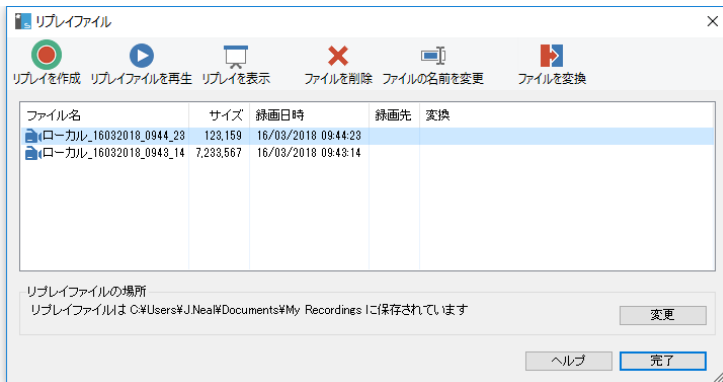 リプレイファイル
リプレイを作成 リプレイファイルを再生 リプレイを表示 ファイルを削除 ファイルの名前を変更 ファイルを変換
ファイル名 サイズ 録画日時 録画先 変換
ローカル_16032018_0944_23 123,159 16/03/2018 09:44:23
ローカル_16032018_0943_14 7,233,567 16/03/2018 09:43:14
リプレイファイルの場所
リプレイファイルは C:¥Users¥J.Neal¥Documents¥My Recordings に保存されています
変更
ヘルプ 完了